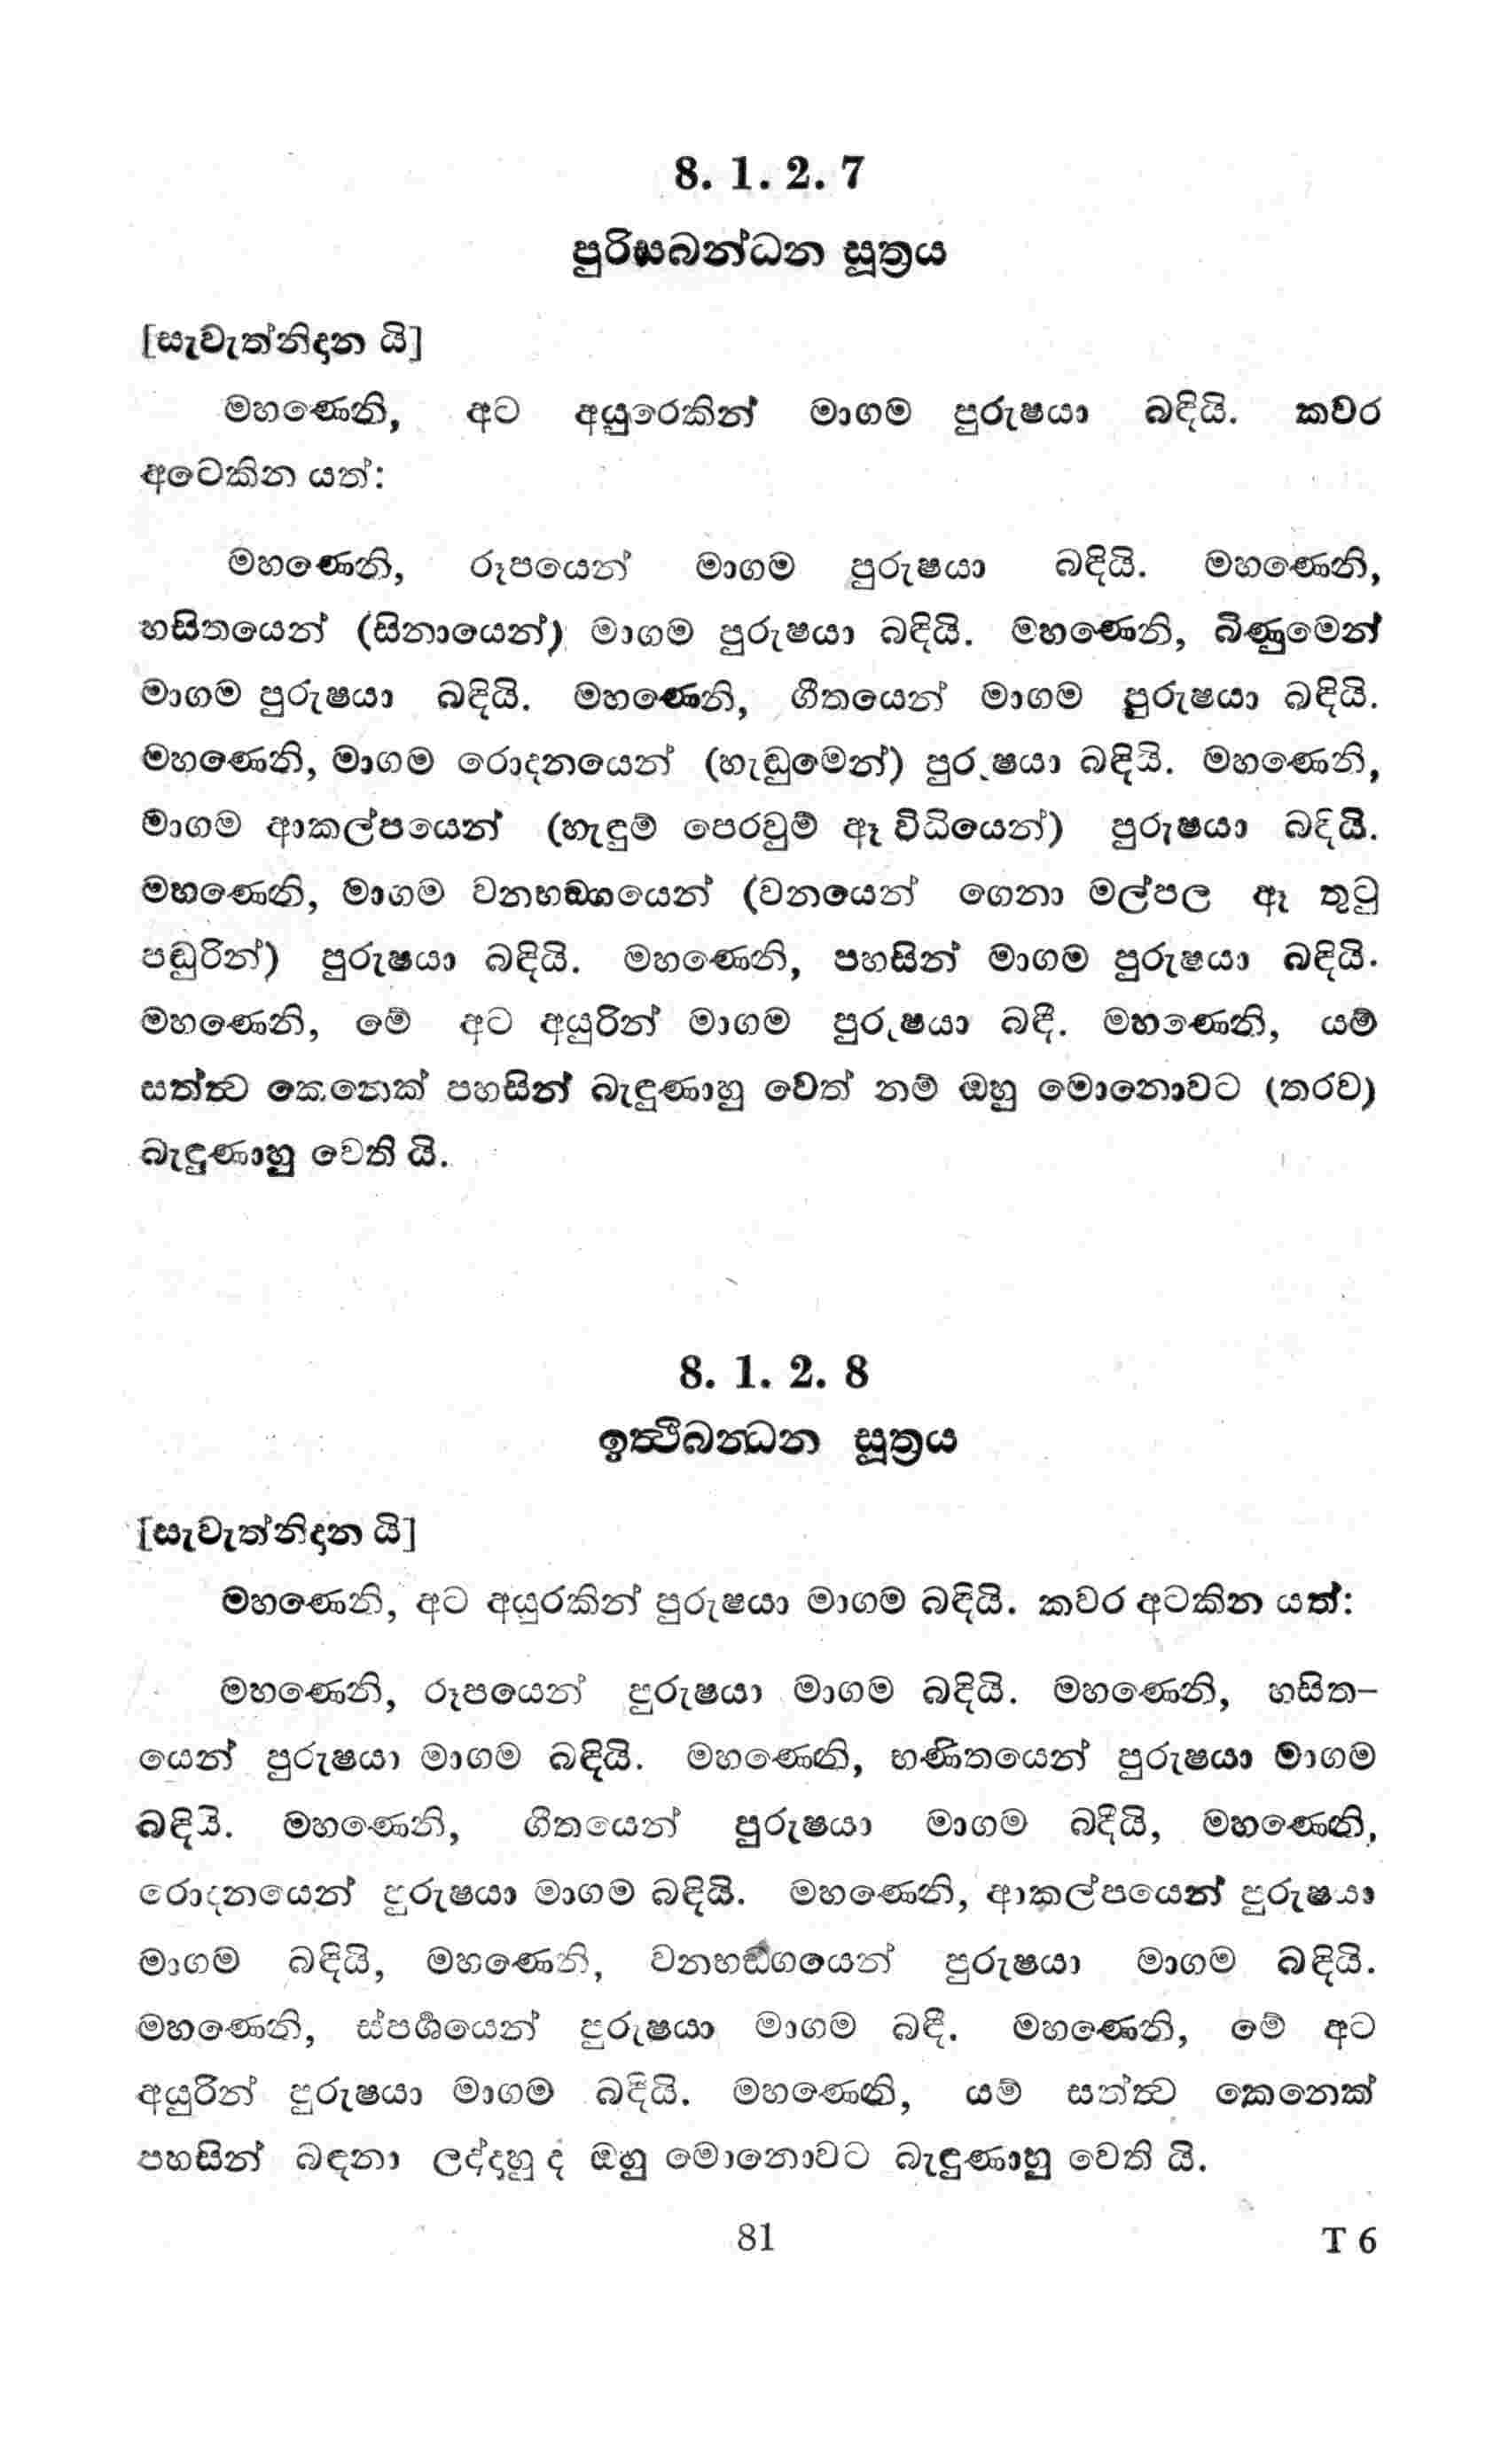 8. 1. 2. 7
පුරිසබන්ධන සූත්‍රය
[සැවැත්නිදාන යි]
මහණෙනි, අට අයුරෙකින් මාගම පුරුෂයා බඳියි. කවර
අටෙකින යත්:
මහණෙනි, රූපයෙන් මාගම පුරුෂයා බඳියි. මහණෙනි,
හසිතයෙන් (සිනායෙන්) මාගම පුරුෂයා බඳියි. මහණෙනි, බිණුමෙන්
මාගම පුරුෂයා බඳියි. මහණෙනි, ගීතයෙන් මාගම පුරුෂයා බඳියි.
මහණෙනි, මාගම රොදනයෙන් (හැඬුමෙන්) පුරුෂයා බඳියි. මහණෙනි,
මාගම ආකල්පයෙන් (හැඳුම් පෙරවුම් ඈ විධියෙන්) පුරුෂයා බඳියි.
මහණෙනි, මාගම වනභඞ්ගයෙන් (වනයෙන් ගෙනා මල්පල ඈ තුටු
පඬුරින්) පුරුෂයා බඳියි. මහණෙනි, පහසින් මාගම පුරුෂයා බඳියි.
මහණෙනි, මේ අට අයුරින් මාගම පුරුෂයා බඳී. මහණෙනි, යම්
සත්ත්‍ව කෙනෙක් පහසින් බැඳුණාහු වෙත් නම් ඔහු මොනොවට (තරව)
බැඳුණාහු වෙති යි.
8. 1. 2. 8
ඉත්‍ථිබන්‍ධන සූත්‍රය
[සැවැත්නිදාන යි]
මහණෙනි, අට අයුරකින් පුරුෂයා මාගම බඳියි. කවර අටකින යත්:
මහණෙනි, රූපයෙන් පුරුෂයා මාගම බඳියි. මහණෙනි, හසිත-
යෙන් පුරුෂයා මාගම බඳියි. මහණෙනි, භණිතයෙන් පුරුෂයා මාගම
බඳියි. මහණෙනි, ගීතයෙන් පුරුෂයා මාගම බඳීයි, මහණෙනි,
රොදනයෙන් පුරුෂයා මාගම බඳියි. මහණෙනි, ආකල්පයෙන් පුරුෂයා
මාගම බඳියි, මහණෙනි, වනභඞ්ගයෙන් පුරුෂයා මාගම බඳියි.
මහණෙනි, ස්පර්‍ශයෙන් පුරුෂයා මාගම බඳී. මහණෙනි, මේ අට
අයුරින් පුරුෂයා මාගම බඳියි. මහණෙනි, යම් සත්ත්‍ව කෙනෙක්
පහසින් බඳනා ලද්දාහු ද ඔහු මොනොවට බැඳුණාහු වෙති යි.
81
T 6